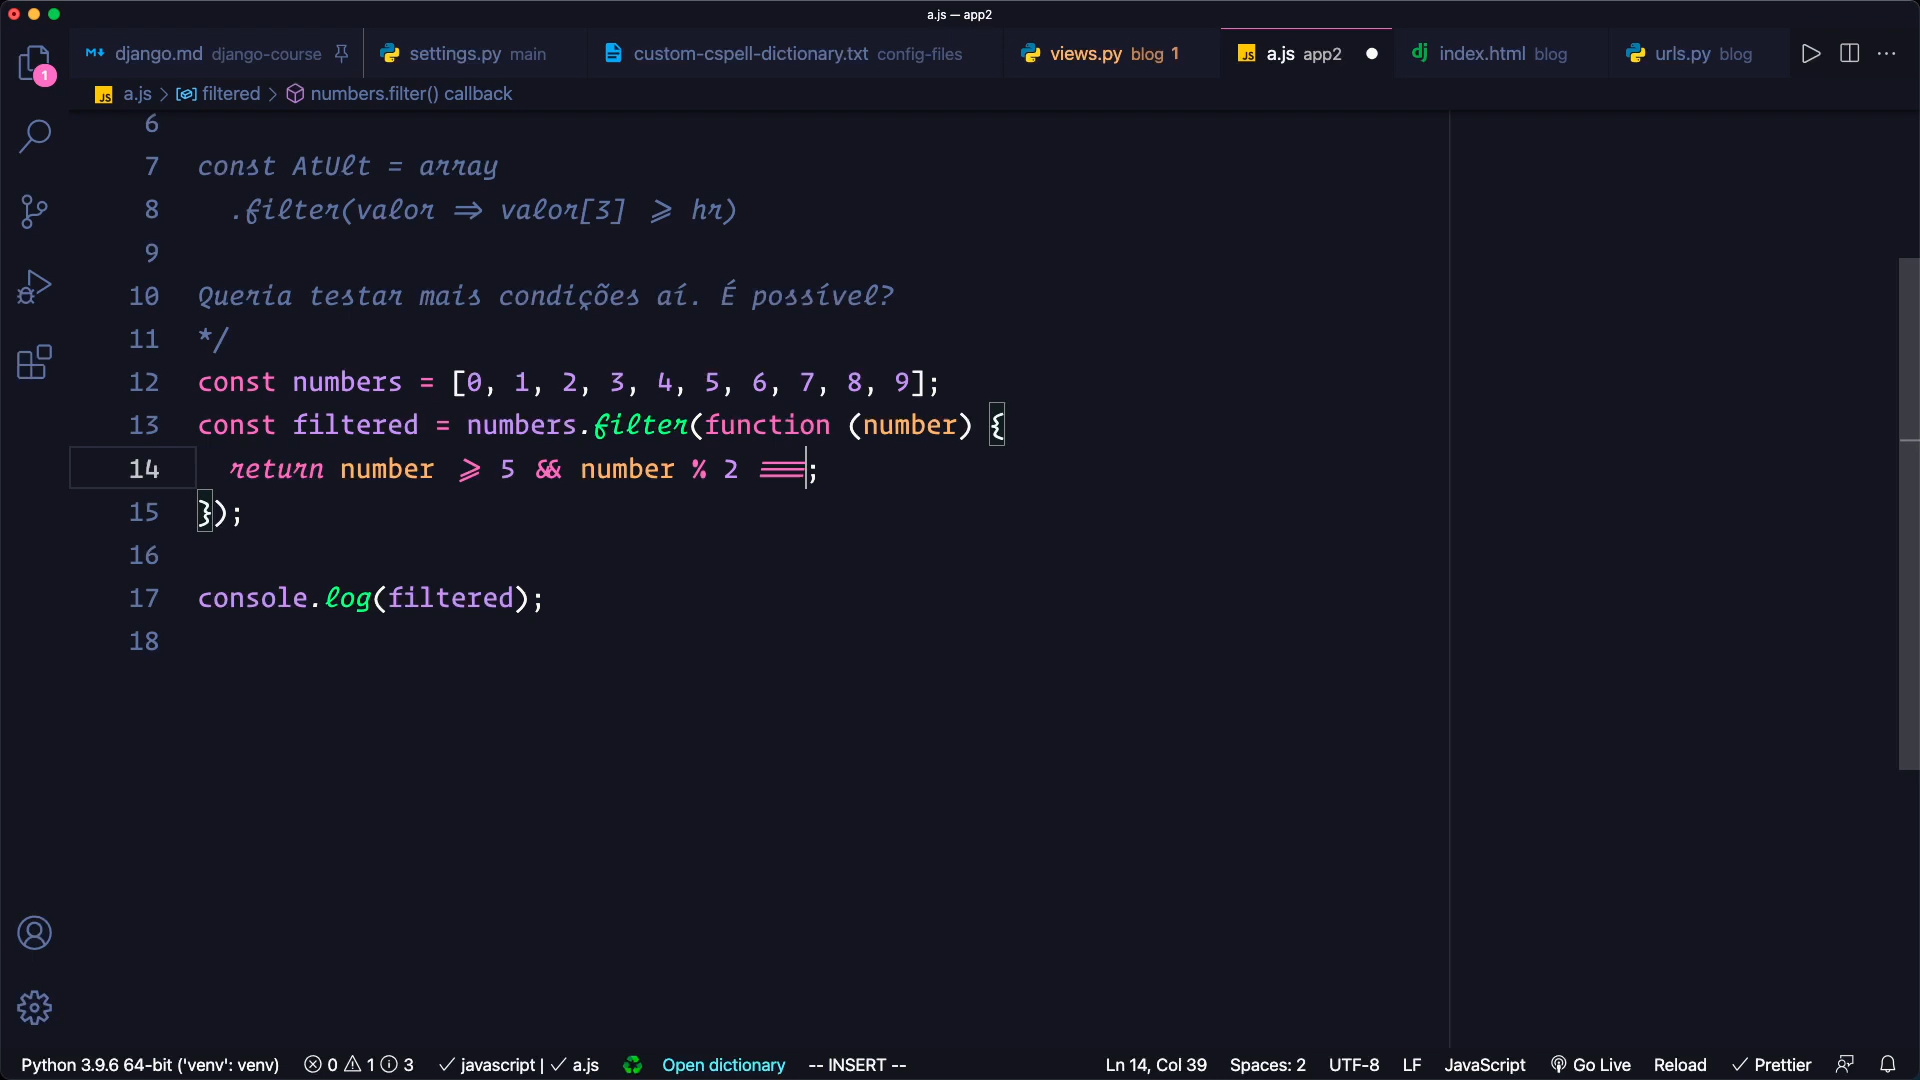 a.js — app2
django.md django-course settings.py main custom-cspell-dictionary.txt config-files views.py blog 1 JS a.js app2 dj index.html blog urls.py blog
1
JS a.js > filtered > numbers.filter() callback
6
7 const AtUlt = array
8 .filter(valor => valor[3] >= hr)
9
10 Queria testar mais condições aí. É possível?
11 */
12 const numbers = [0, 1, 2, 3, 4, 5, 6, 7, 8, 9];
13 const filtered = numbers.filter(function (number) {
14 return number >= 5 && number % 2 ===;
15 });
16
17 console.log(filtered);
18
Python 3.9.6 64-bit ('venv': venv) 0 1 3 javascript | a.js Open dictionary -- INSERT -- Ln 14, Col 39 Spaces: 2 UTF-8 LF JavaScript Go Live Reload Prettier